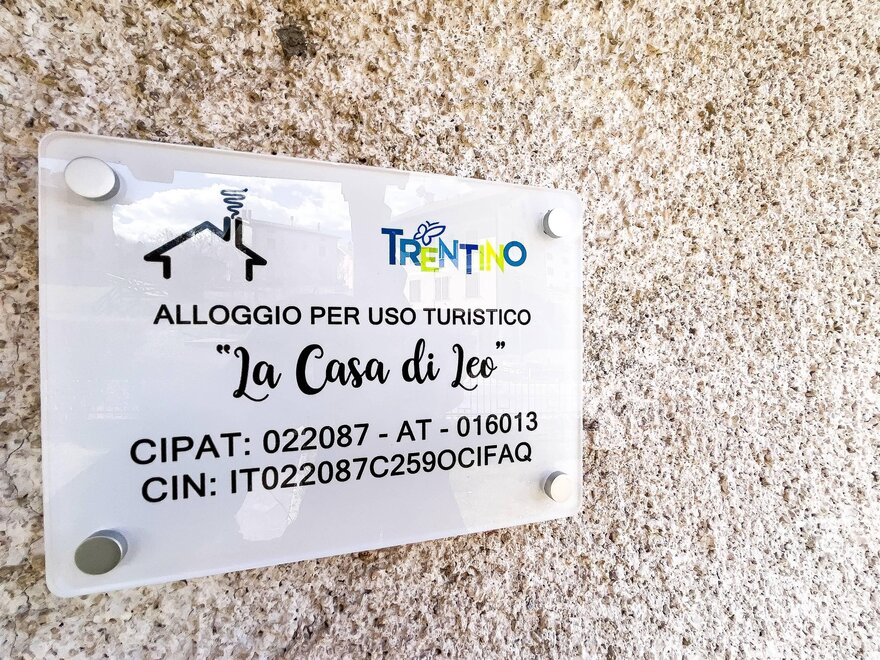 TRENTINO
ALLOGGIO PER USO TURISTICO
"La Casa di Leo"
CIPAT: 022087 - AT - 016013
CIN: IT022087C259OCIFAQ